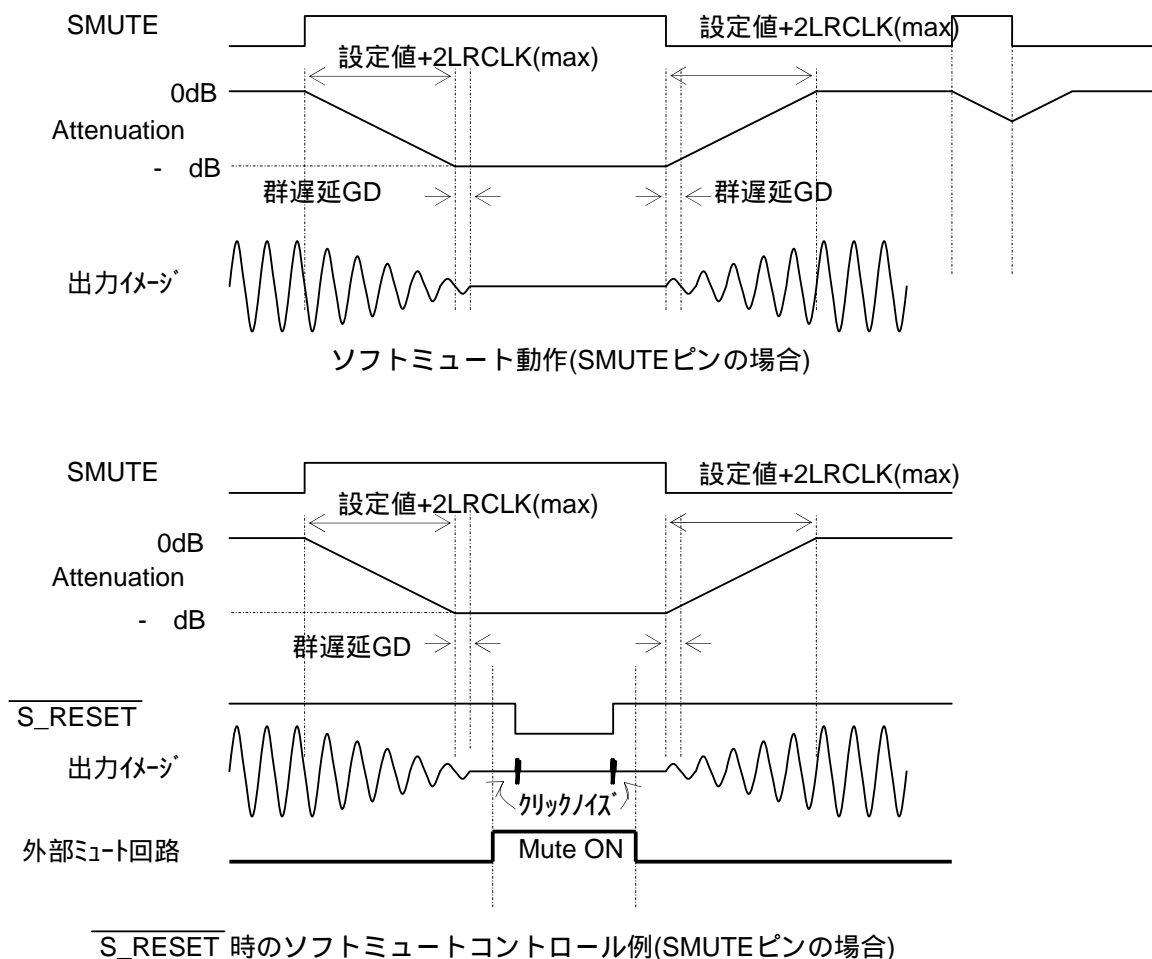 SMUTE
設定値+2LRCLK(max)
設定値+2LRCLK(max)
0dB
Attenuation
- dB
群遅延GD
群遅延GD
出力ｲﾒｰｼﾞ
ソフトミュート動作(SMUTEピンの場合)
SMUTE
設定値+2LRCLK(max)
設定値+2LRCLK(max)
0dB
Attenuation
- dB
群遅延GD
S_RESET
出力ｲﾒｰｼﾞ
ｸﾘｯｸﾉｲｽﾞ
外部ﾐｭｰﾄ回路
Mute ON
S_RESET 時のソフトミュートコントロール例(SMUTEピンの場合)